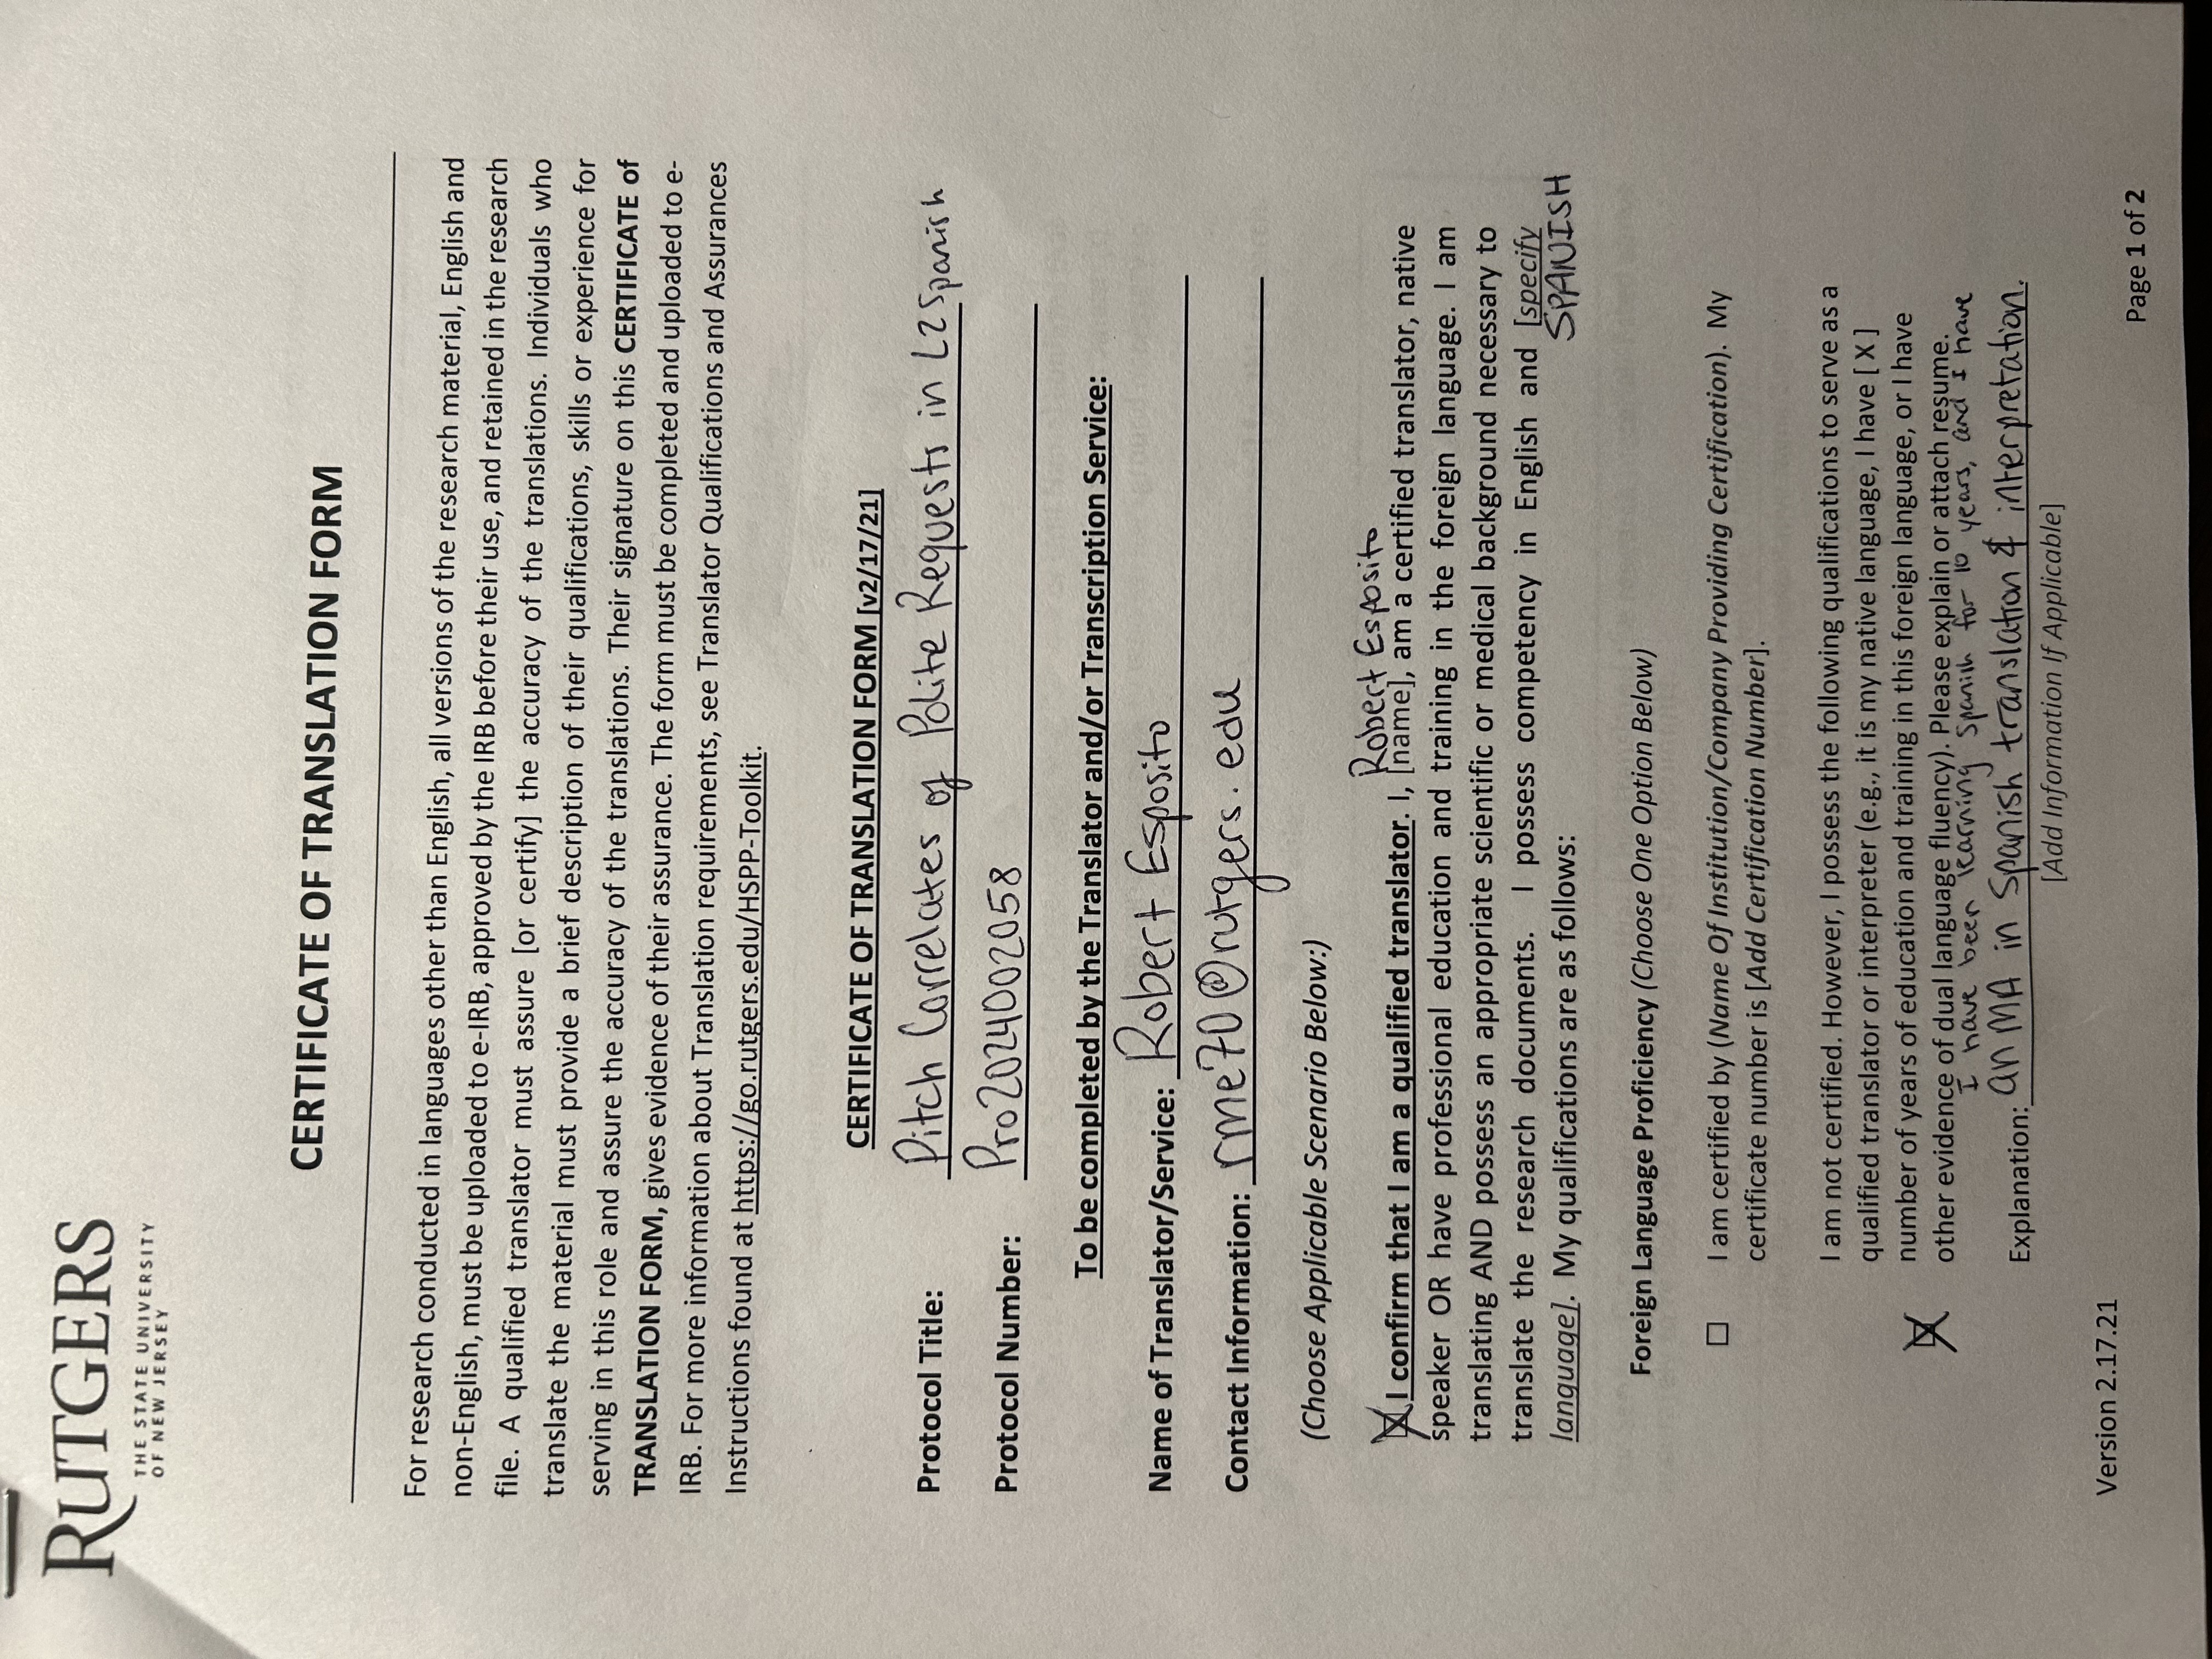 RUTGERS
THE STATE UNIVERSITY
OF NEW JERSEY
CERTIFICATE OF TRANSLATION FORM
For research conducted in languages other than English, all versions of the research material, English and
non-English, must be uploaded to e-IRB, approved by the IRB before their use, and retained in the research
file. A qualified translator must assure [or certify] the accuracy of the translations. Individuals who
translate the material must provide a brief description of their qualifications, skills or experience for
serving in this role and assure the accuracy of the translations. Their signature on this CERTIFICATE of
TRANSLATION FORM, gives evidence of their assurance. The form must be completed and uploaded to e-
IRB. For more information about Translation requirements, see Translator Qualifications and Assurances
Instructions found at https://go.rutgers.edu/HSPP-Toolkit.
CERTIFICATE OF TRANSLATION FORM [v2/17/21]
Protocol Title: Pitch Correlates of Polite Requests in L2 Spanish
Protocol Number: Pro2024002058
To be completed by the Translator and/or Transcription Service:
Name of Translator/Service: Robert Esposito
Contact Information: rme70@rutgers.edu
(Choose Applicable Scenario Below:)
Robert Esposito
I confirm that I am a qualified translator. I, [name], am a certified translator, native
speaker OR have professional education and training in the foreign language. I am
translating AND possess an appropriate scientific or medical background necessary to
translate the research documents. I possess competency in English and [specify
language]. My qualifications are as follows: SPANISH
Foreign Language Proficiency (Choose One Option Below)
☐ I am certified by (Name Of Institution/Company Providing Certification). My
certificate number is [Add Certification Number].
I am not certified. However, I possess the following qualifications to serve as a
qualified translator or interpreter (e.g., it is my native language, I have [ X ]
number of years of education and training in this foreign language, or I have
other evidence of dual language fluency). Please explain or attach resume.
I have been learning Spanish for 10 years, and I have
Explanation: an MA in Spanish translation & interpretation.
[Add Information If Applicable]
Version 2.17.21
Page 1 of 2